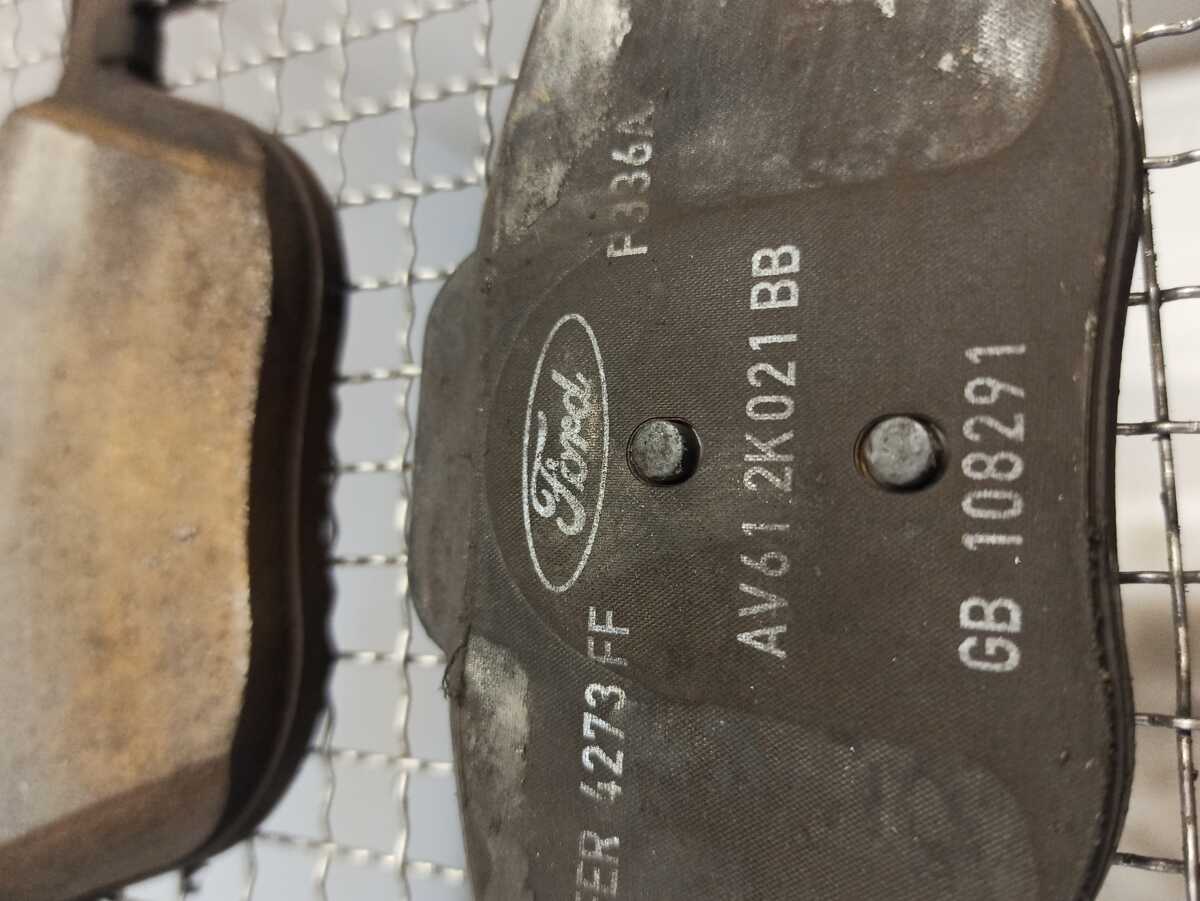 Ford
ER 4273 FF F336A
AV61 2K021 BB
GB 108291